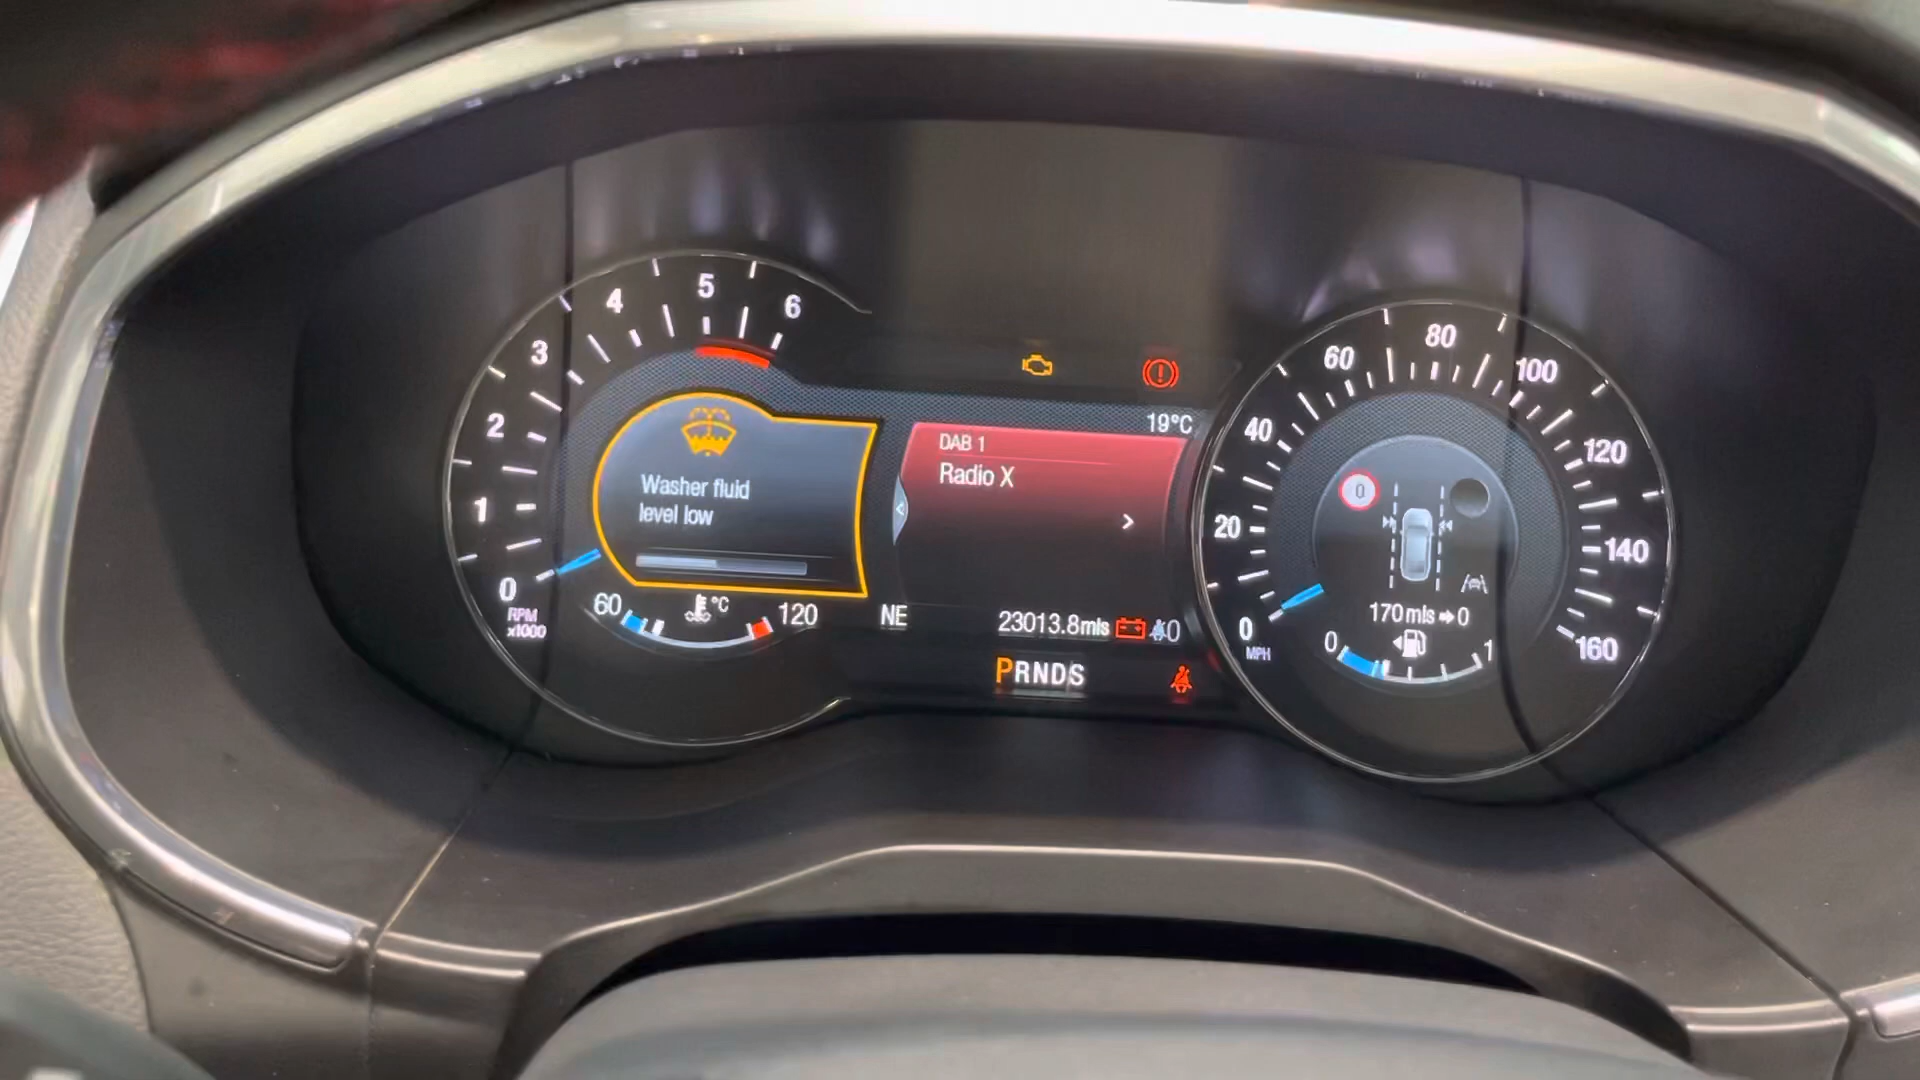 0
1
2
3
4
5
6
RPM
x1000
Washer fluid
level low
60
°C
120
NE
19°C
DAB 1
Radio X
<
>
23013.8mls
0
PRNDS
0
20
40
60
80
100
120
140
160
MPH
0
170 mls ➡ 0
0
1